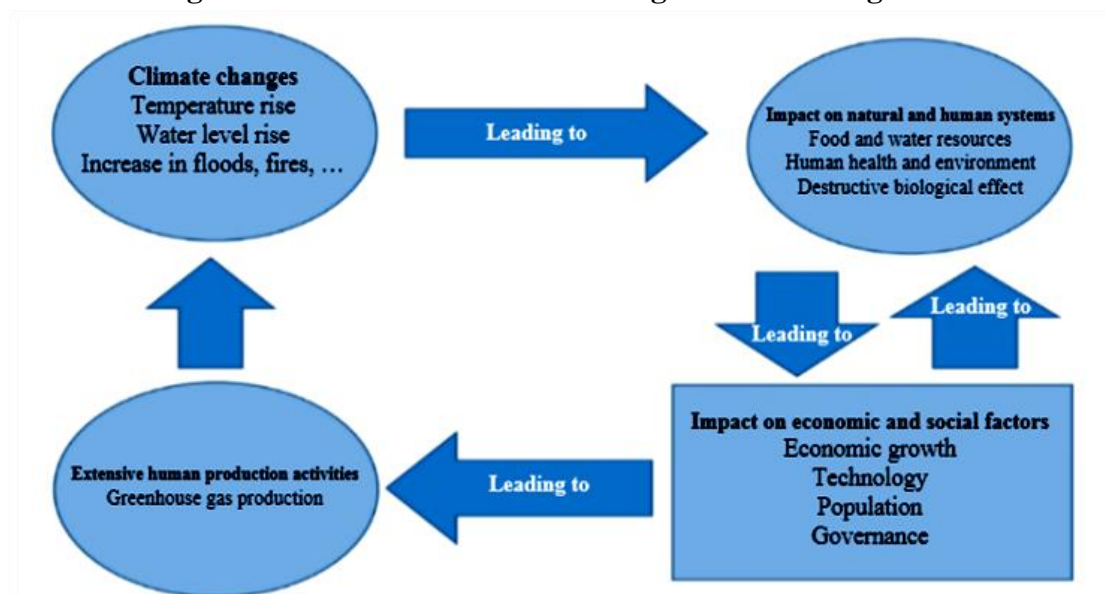 Climate changes
Temperature rise
Water level rise
Increase in floods, fires, …
Leading to
Impact on natural and human systems
Food and water resources
Human health and environment
Destructive biological effect
Leading to
Leading to
Impact on economic and social factors
Economic growth
Technology
Population
Governance
Leading to
Extensive human production activities
Greenhouse gas production